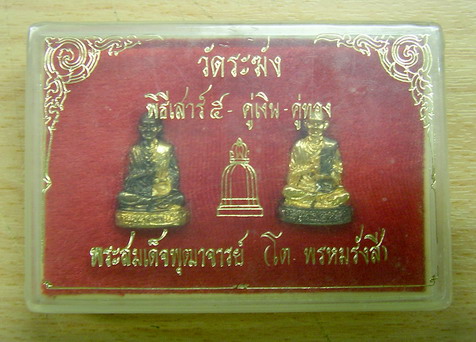 วัดระฆัง
พิธีเสาร์ ๕ - คู่เงิน - คู่ทอง
พระสมเด็จพุฒาจารย์ (โต พรหมรังสี)